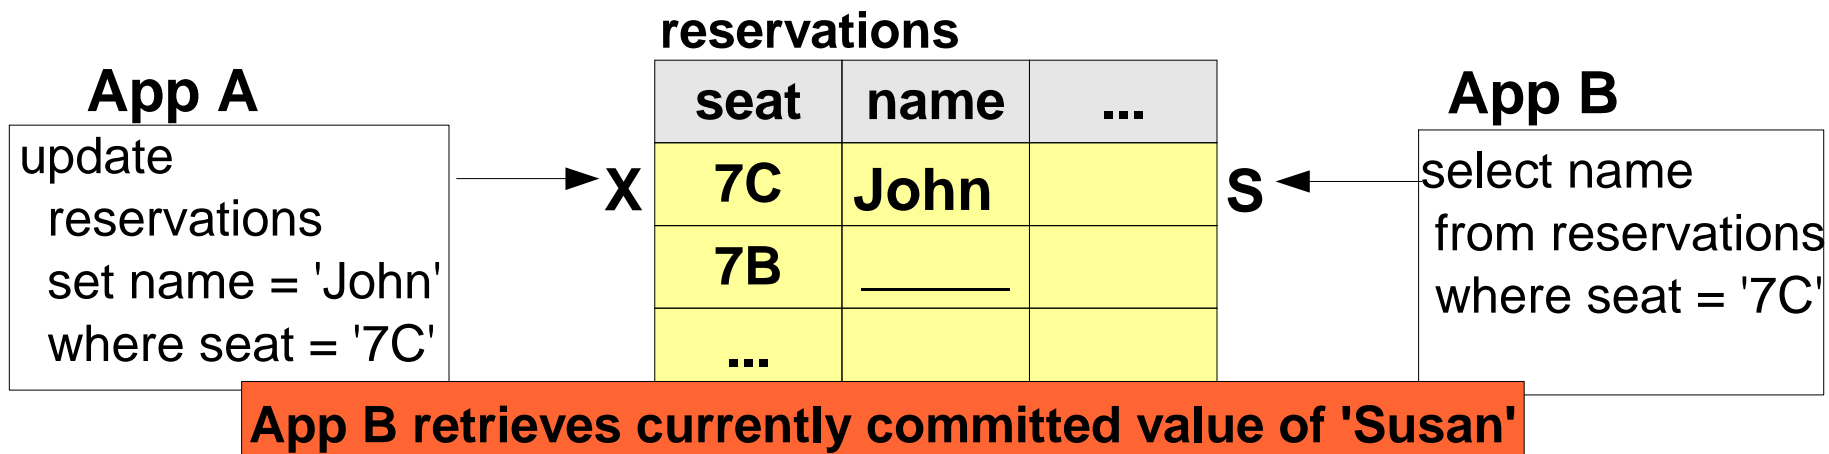 reservations
App A
update
reservations
set name = 'John'
where seat = '7C'
X
seat name ...
7C John
7B ______
...
S
App B
select name
from reservations
where seat = '7C'
App B retrieves currently committed value of 'Susan'